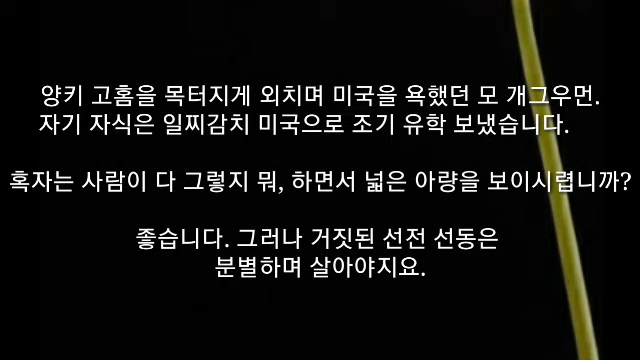 양키 고홈을 목터지게 외치며 미국을 욕했던 모 개그우먼.
자기 자식은 일찌감치 미국으로 조기 유학 보냈습니다.
혹자는 사람이 다 그렇지 뭐, 하면서 넓은 아량을 보이시렵니까?
좋습니다. 그러나 거짓된 선전 선동은
분별하며 살아야지요.